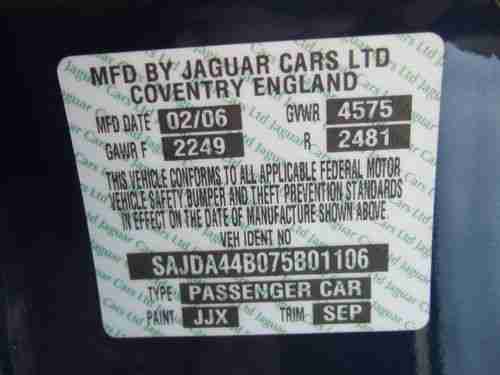 MFD BY JAGUAR CARS LTD
COVENTRY ENGLAND
MFD DATE 02/06 GVWR 4575
GAWR F 2249 R 2481
THIS VEHICLE CONFORMS TO ALL APPLICABLE FEDERAL MOTOR
VEHICLE SAFETY BUMPER AND THEFT PREVENTION STANDARDS
IN EFFECT ON THE DATE OF MANUFACTURE SHOWN ABOVE.
VEH IDENT NO
SAJDA44B075B01106
TYPE PASSENGER CAR
PAINT JJX TRIM SEP